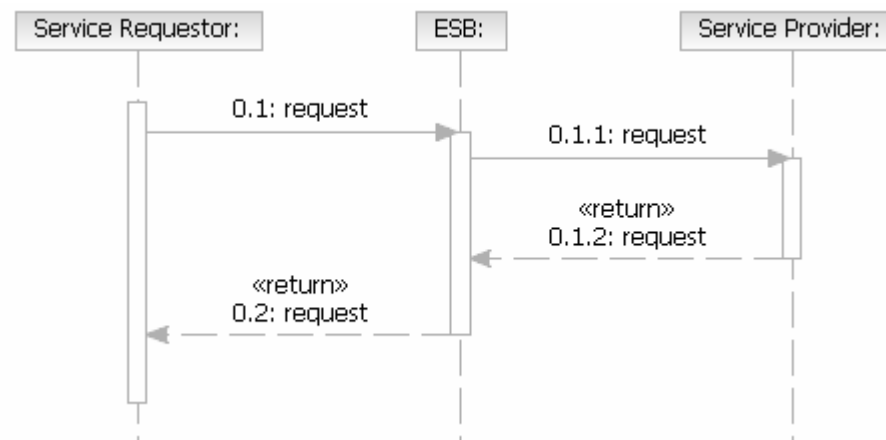 Service Requestor:
ESB:
Service Provider:
0.1: request
0.1.1: request
«return»
0.1.2: request
«return»
0.2: request